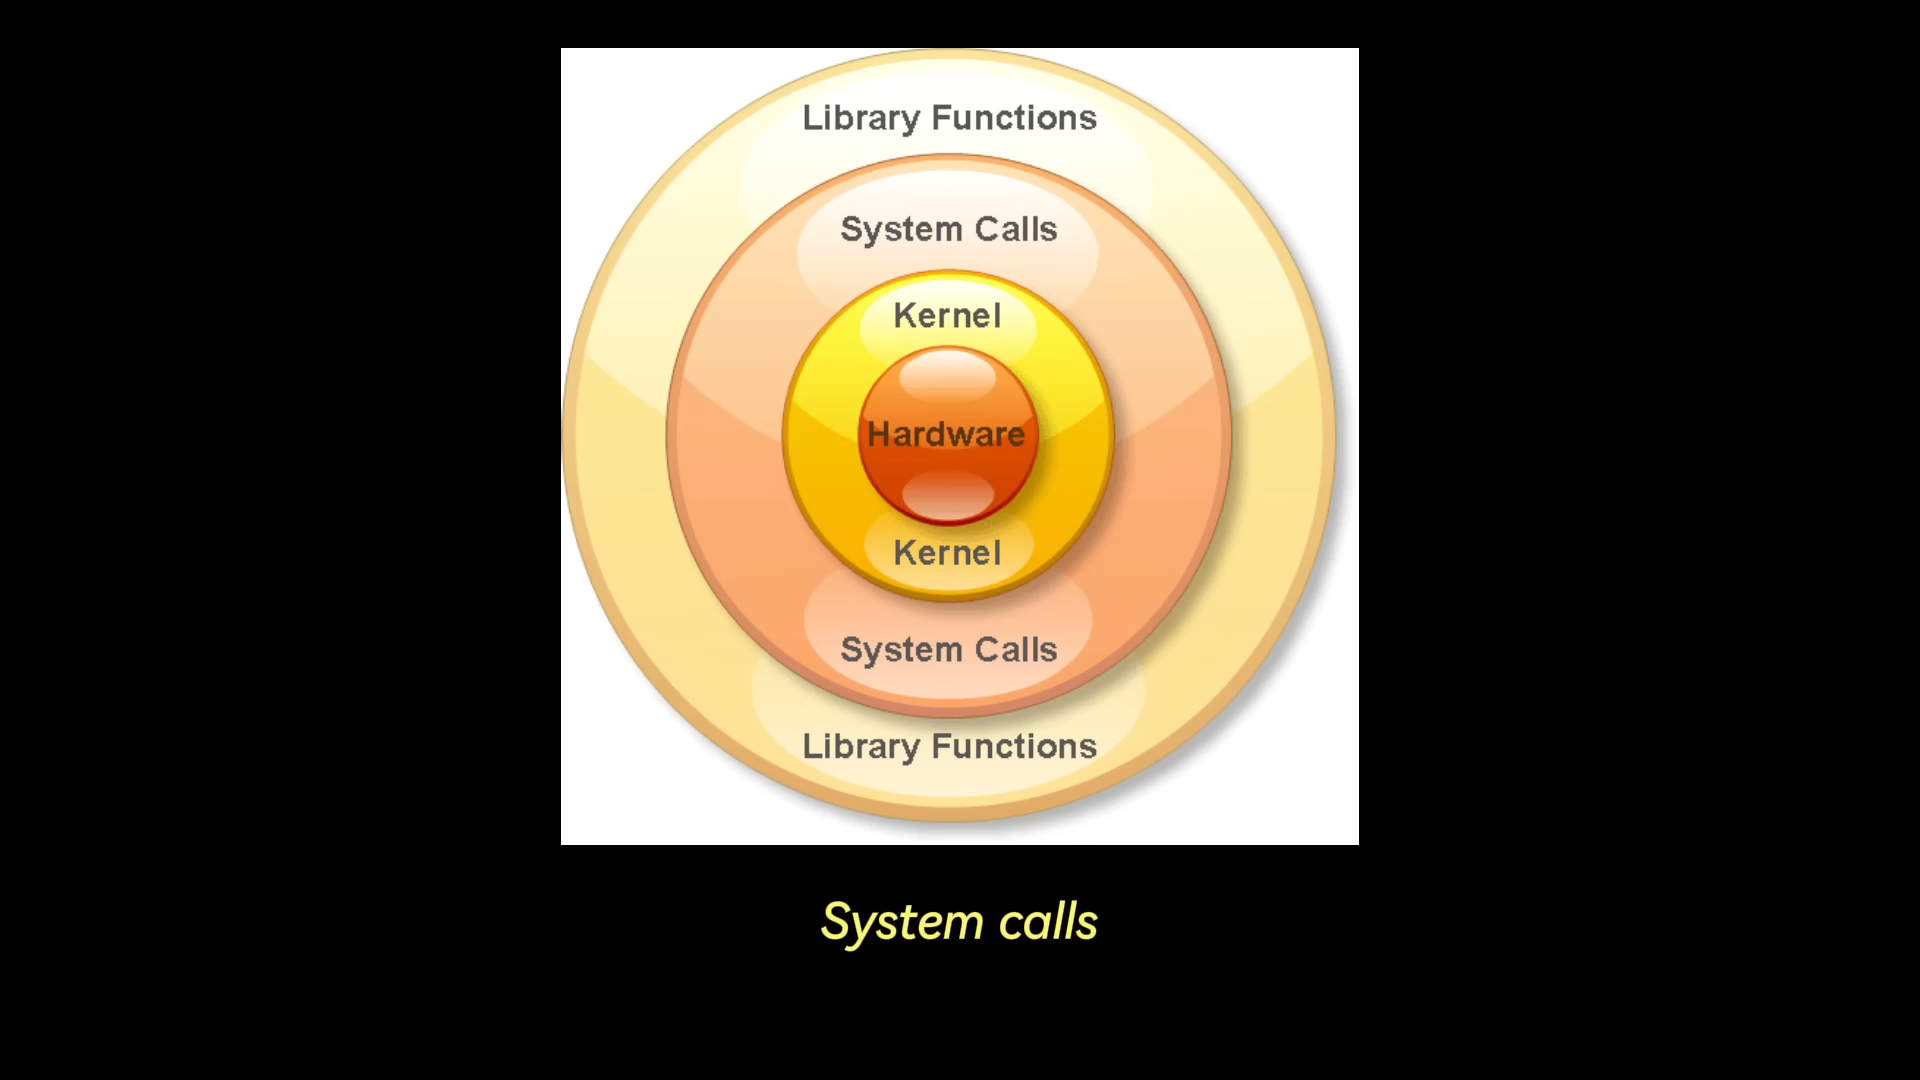 Library Functions
System Calls
Kernel
Hardware
Kernel
System Calls
Library Functions
System calls